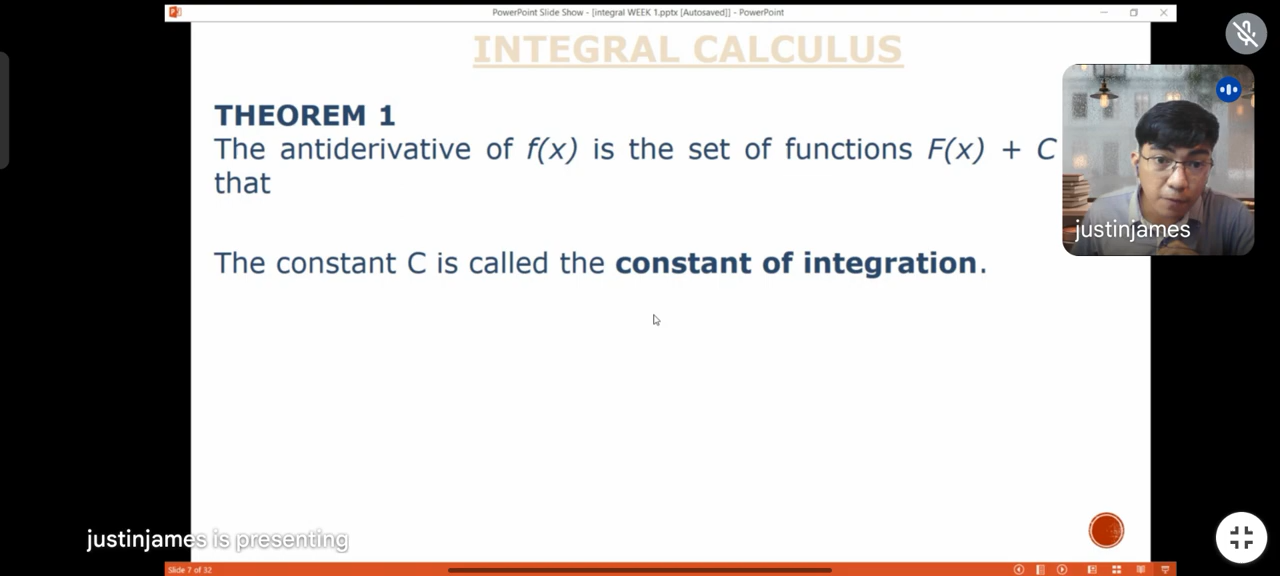 PowerPoint Slide Show - [integral WEEK 1.pptx [Autosaved]] - PowerPoint
INTEGRAL CALCULUS
THEOREM 1
The antiderivative of f(x) is the set of functions F(x) + C
that
justinjames
The constant C is called the constant of integration.
justinjames is presenting
Slide 7 of 32